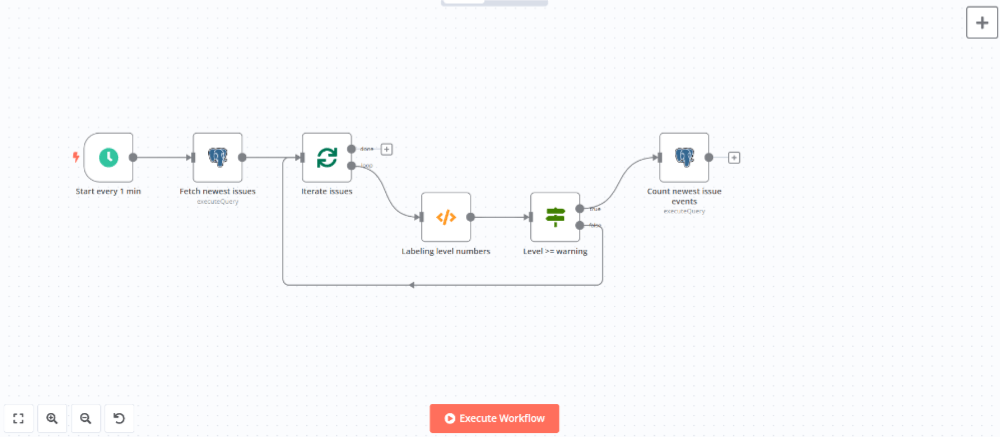 done
loop
Start every 1 min
Fetch newest issues
executeQuery
Iterate issues
Count newest issue
events
executeQuery
true
false
Labeling level numbers
Level >= warning
Execute Workflow